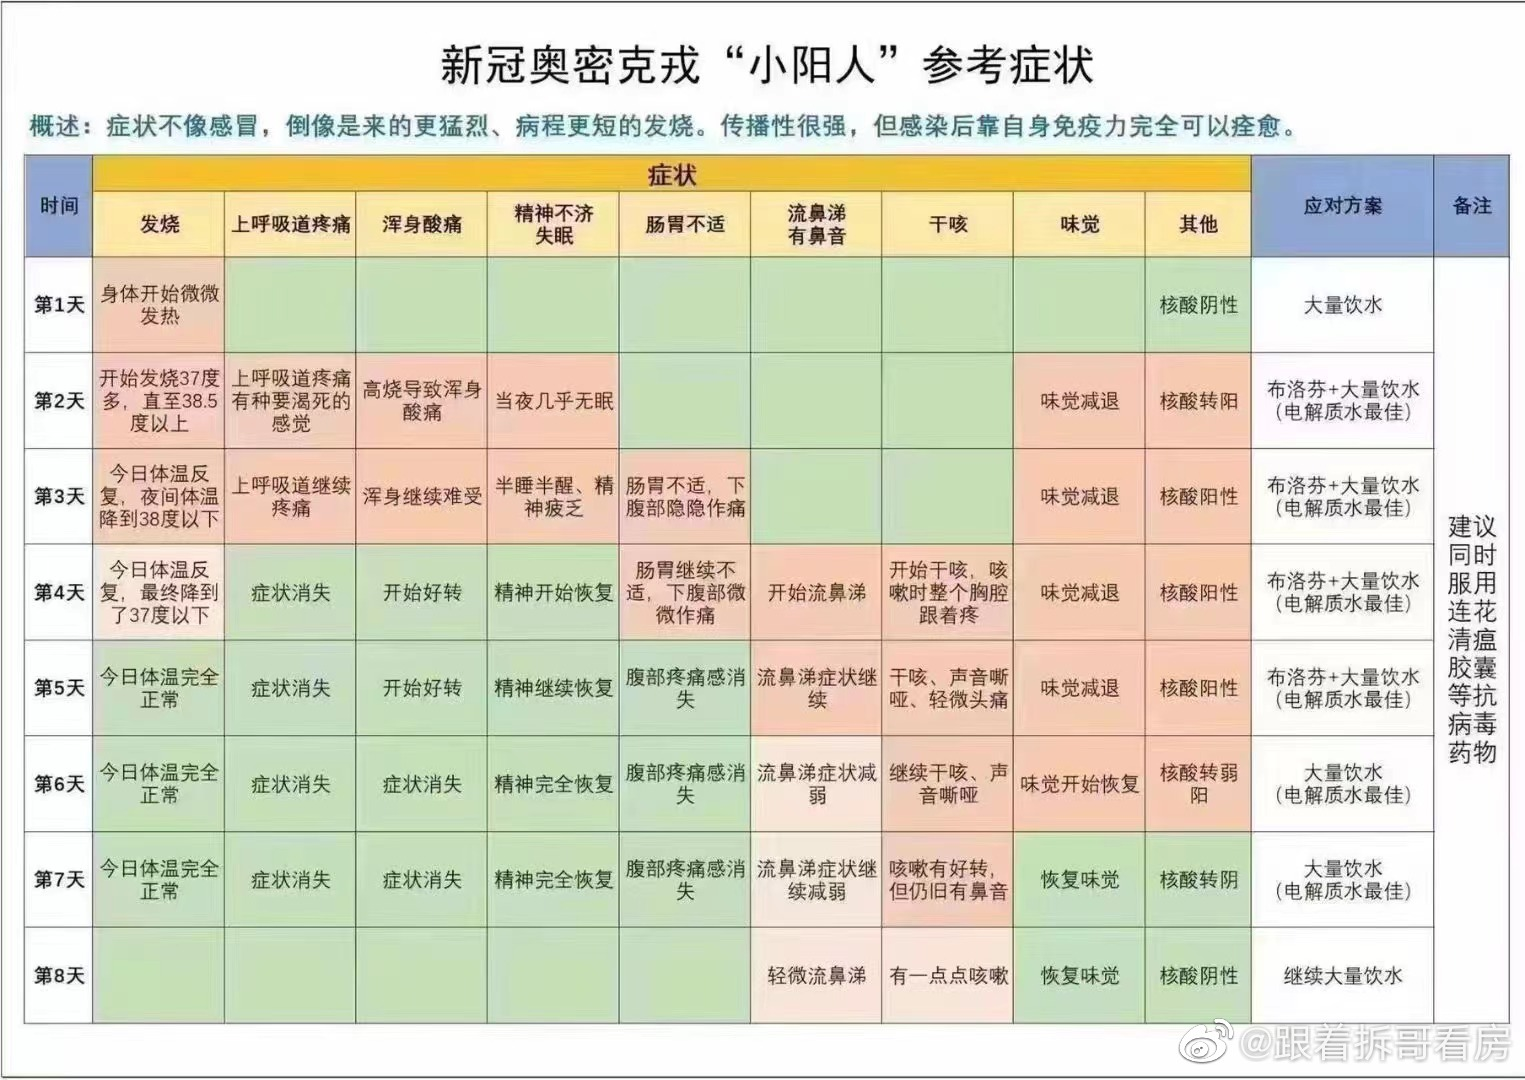 新冠奥密克戎“小阳人”参考症状
概述：症状不像感冒，倒像是来的更猛烈、病程更短的发烧。传播性很强，但感染后靠自身免疫力完全可以痊愈。
时间
症状
应对方案
备注
发烧
上呼吸道疼痛
浑身酸痛
精神不济
失眠
肠胃不适
流鼻涕
有鼻音
干咳
味觉
其他
第1天
身体开始微微
发热
核酸阴性
大量饮水
第2天
开始发烧37度
多，直至38.5
度以上
上呼吸道疼痛
有种要渴死的
感觉
高烧导致浑身
酸痛
当夜几乎无眠
味觉减退
核酸转阳
布洛芬+大量饮水
（电解质水最佳）
第3天
今日体温反
复，夜间体温
降到38度以下
上呼吸道继续
疼痛
浑身继续难受
半睡半醒、精
神疲乏
肠胃不适，下
腹部隐隐作痛
味觉减退
核酸阳性
布洛芬+大量饮水
（电解质水最佳）
第4天
今日体温反
复，最终降到
了37度以下
症状消失
开始好转
精神开始恢复
肠胃继续不
适，下腹部微
微作痛
开始流鼻涕
开始干咳，咳
嗽时整个胸腔
跟着疼
味觉减退
核酸阳性
布洛芬+大量饮水
（电解质水最佳）
第5天
今日体温完全
正常
症状消失
开始好转
精神继续恢复
腹部疼痛感消
失
流鼻涕症状继
续
干咳、声音嘶
哑、轻微头痛
味觉减退
核酸阳性
布洛芬+大量饮水
（电解质水最佳）
第6天
今日体温完全
正常
症状消失
症状消失
精神完全恢复
腹部疼痛感消
失
流鼻涕症状减
弱
继续干咳、声
音嘶哑
味觉开始恢复
核酸转弱
阳
大量饮水
（电解质水最佳）
第7天
今日体温完全
正常
症状消失
症状消失
精神完全恢复
腹部疼痛感消
失
流鼻涕症状继
续减弱
咳嗽有好转，
但仍旧有鼻音
恢复味觉
核酸转阴
大量饮水
（电解质水最佳）
第8天
轻微流鼻涕
有一点点咳嗽
恢复味觉
核酸阴性
继续大量饮水
建议
同时
服用
连花
清瘟
胶囊
等抗
病毒
药物
@跟着拆哥看房